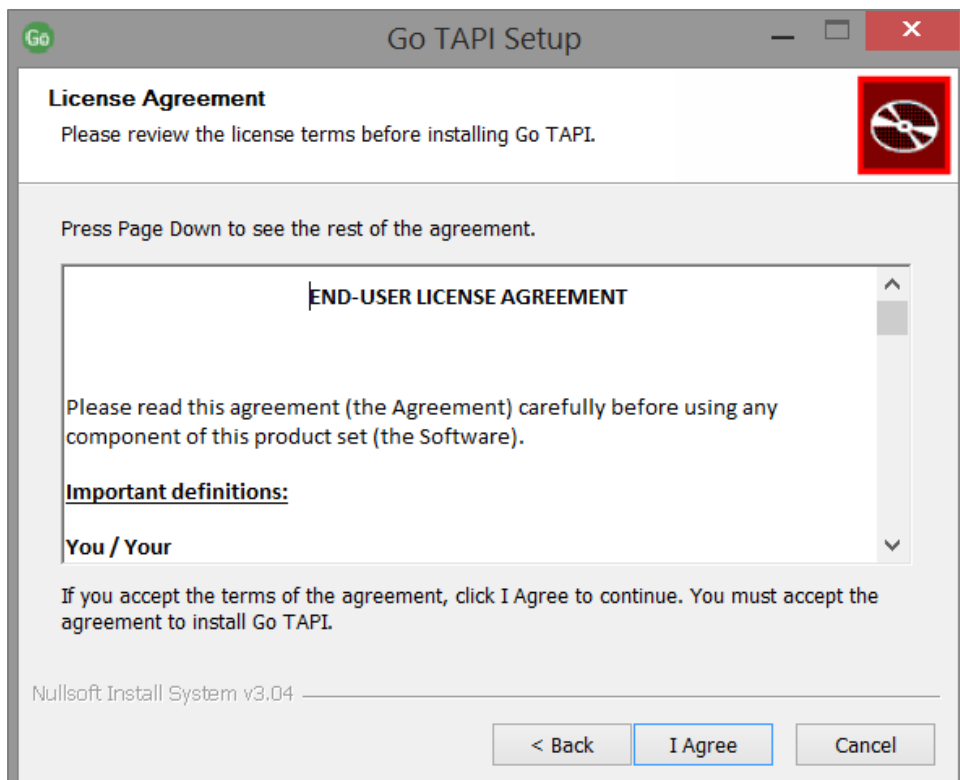 Go
Go TAPI Setup
License Agreement
Please review the license terms before installing Go TAPI.
Press Page Down to see the rest of the agreement.
END-USER LICENSE AGREEMENT
Please read this agreement (the Agreement) carefully before using any
component of this product set (the Software).
Important definitions:
You / Your
If you accept the terms of the agreement, click I Agree to continue. You must accept the
agreement to install Go TAPI.
Nullsoft Install System v3.04
< Back
I Agree
Cancel